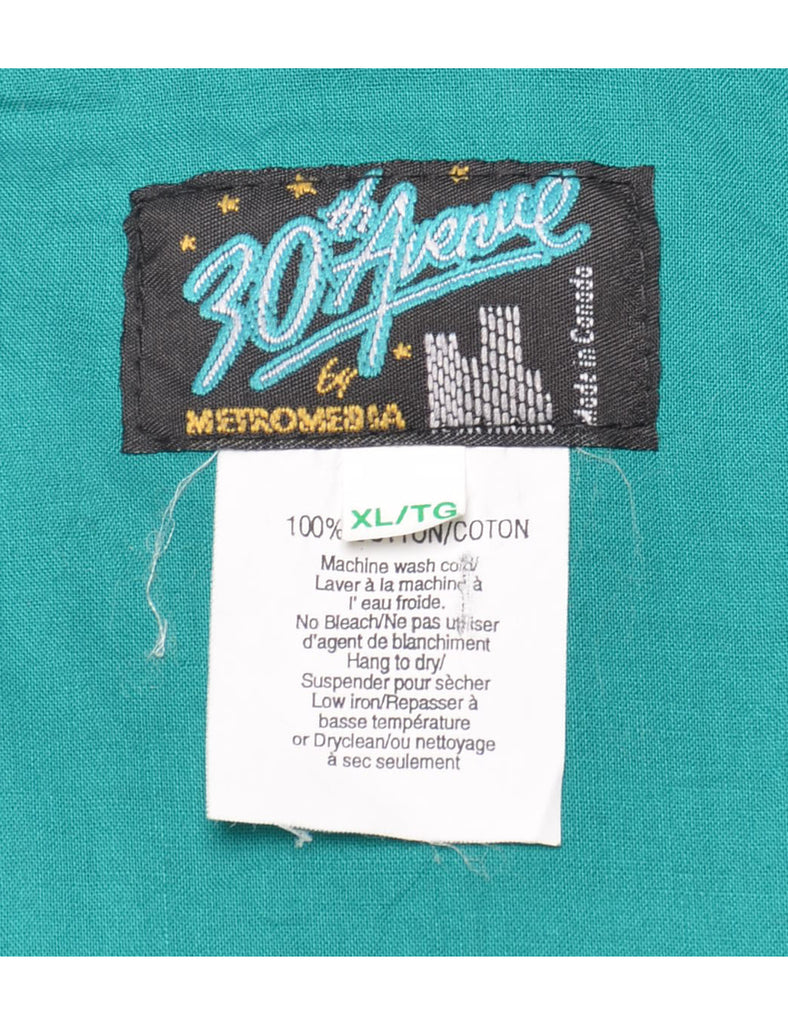 30th Avenue
by
METROMEDIA
Made in Canada
XL/TG
100% COTTON/COTON
Machine wash cold/
Laver à la machine à
l' eau froide.
No Bleach/Ne pas utiliser
d'agent de blanchiment
Hang to dry/
Suspender pour sècher
Low iron/Repasser à
basse température
or Dryclean/ou nettoyage
à sec seulement